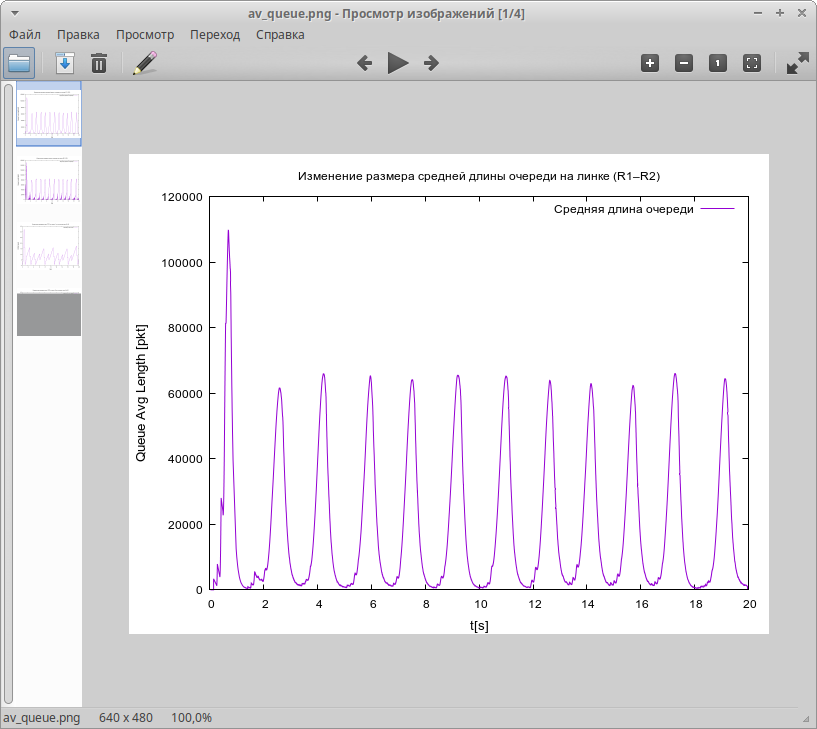 av_queue.png - Просмотр изображений [1/4]
Файл Правка Просмотр Переход Справка
1
Изменение размера средней длины очереди на линке (R1–R2)
Средняя длина очереди
Queue Avg Length [pkt]
120000
100000
80000
60000
40000
20000
0
0 2 4 6 8 10 12 14 16 18 20
t[s]
av_queue.png 640 x 480 100,0%